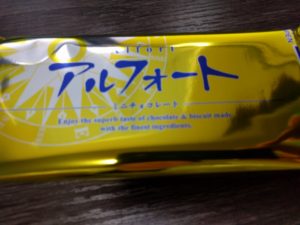 Alfort
アルフォート
ミニチョコレート
Enjoy the superb taste of chocolate & biscuit made
with the finest ingredients.